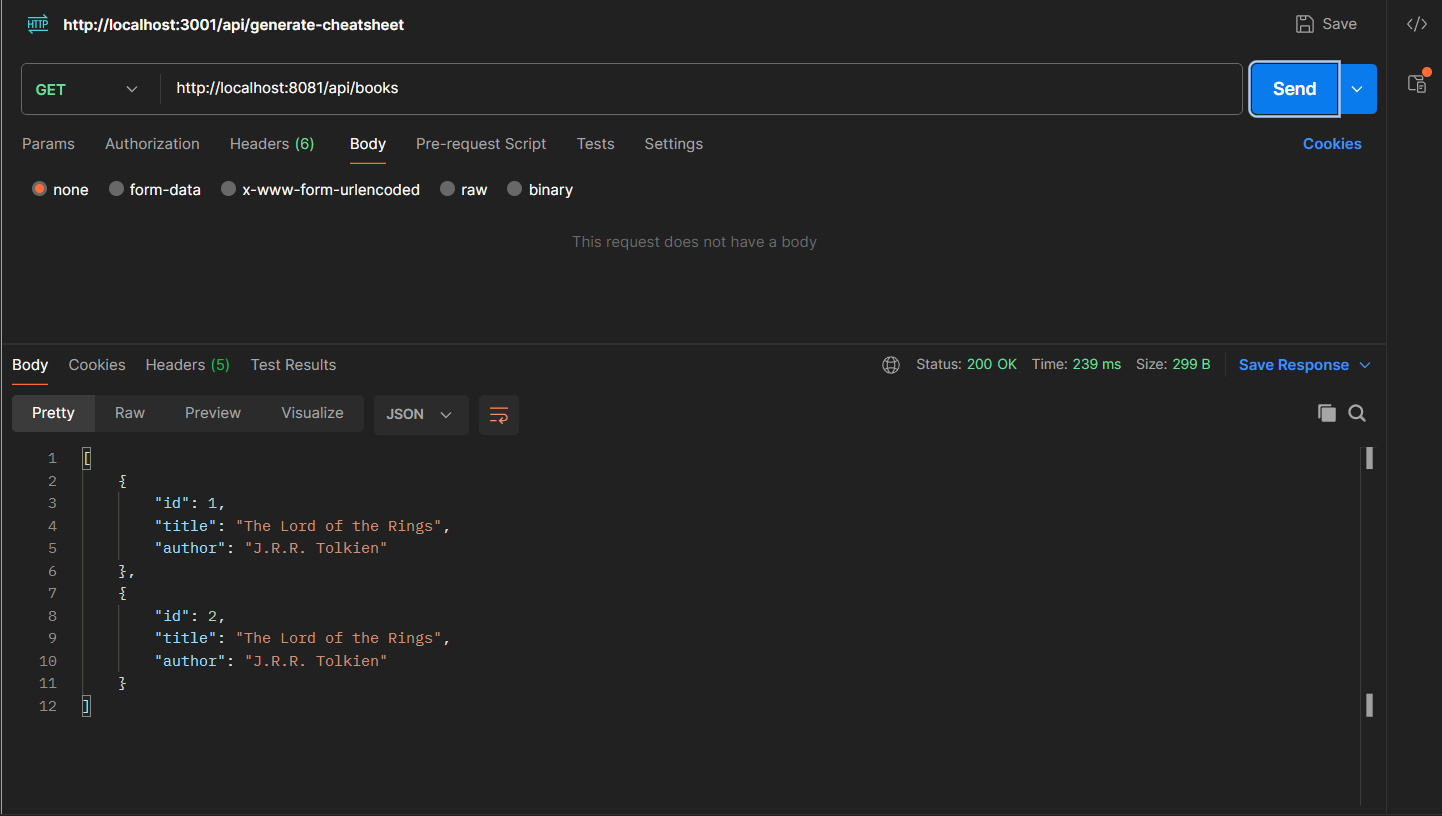 HTTP http://localhost:3001/api/generate-cheatsheet Save </>
GET http://localhost:8081/api/books Send
Params Authorization Headers (6) Body Pre-request Script Tests Settings Cookies
none form-data x-www-form-urlencoded raw binary
This request does not have a body
Body Cookies Headers (5) Test Results Status: 200 OK Time: 239 ms Size: 299 B Save Response
Pretty Raw Preview Visualize JSON
1 [
2 {
3 "id": 1,
4 "title": "The Lord of the Rings",
5 "author": "J.R.R. Tolkien"
6 },
7 {
8 "id": 2,
9 "title": "The Lord of the Rings",
10 "author": "J.R.R. Tolkien"
11 }
12 ]